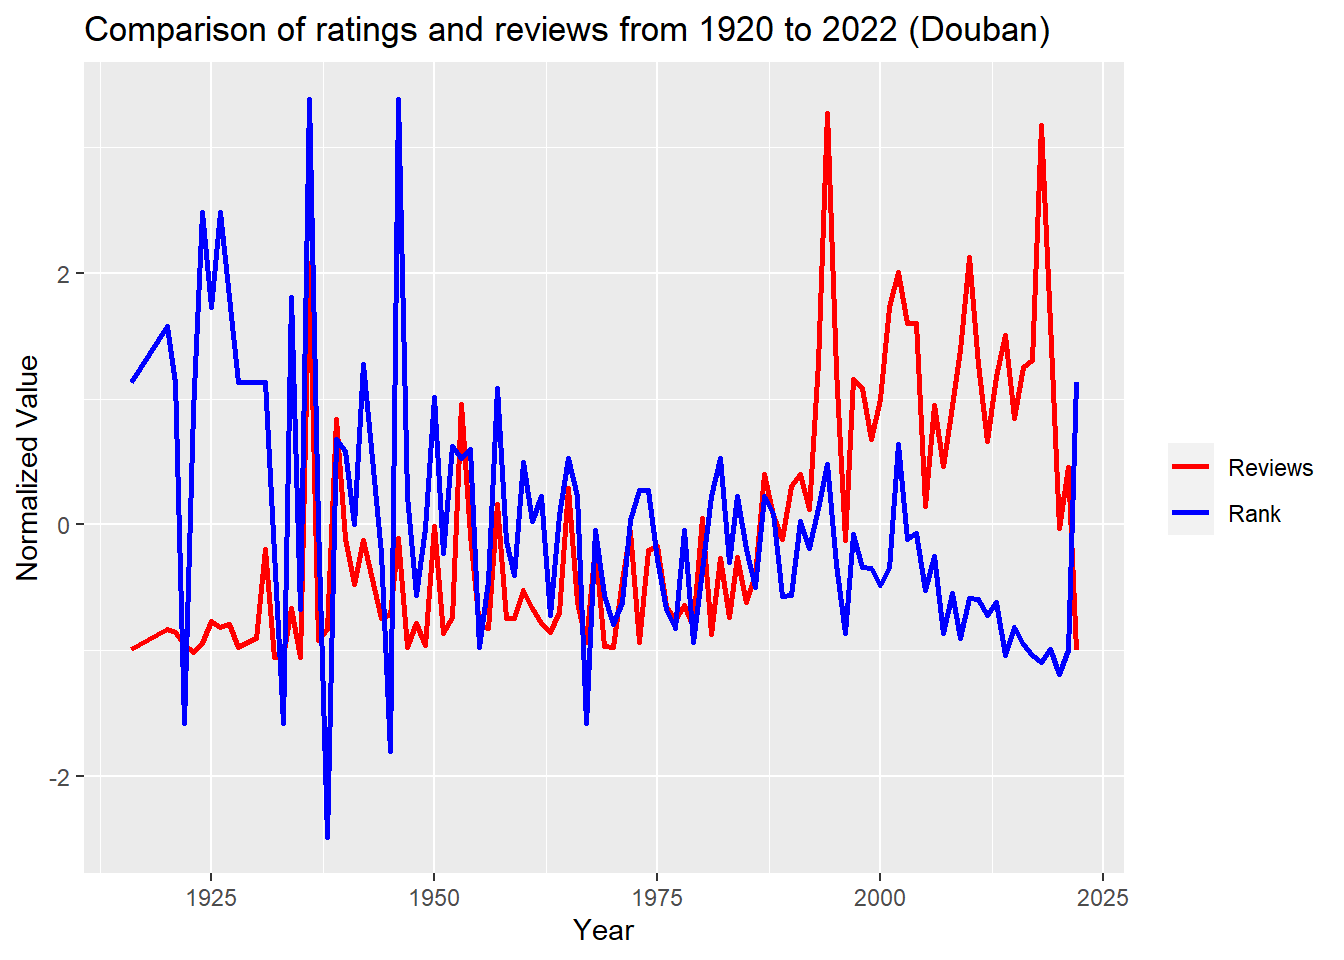 Comparison of ratings and reviews from 1920 to 2022 (Douban)
Normalized Value
2
0
-2
1925
1950
1975
2000
2025
Year
Reviews
Rank